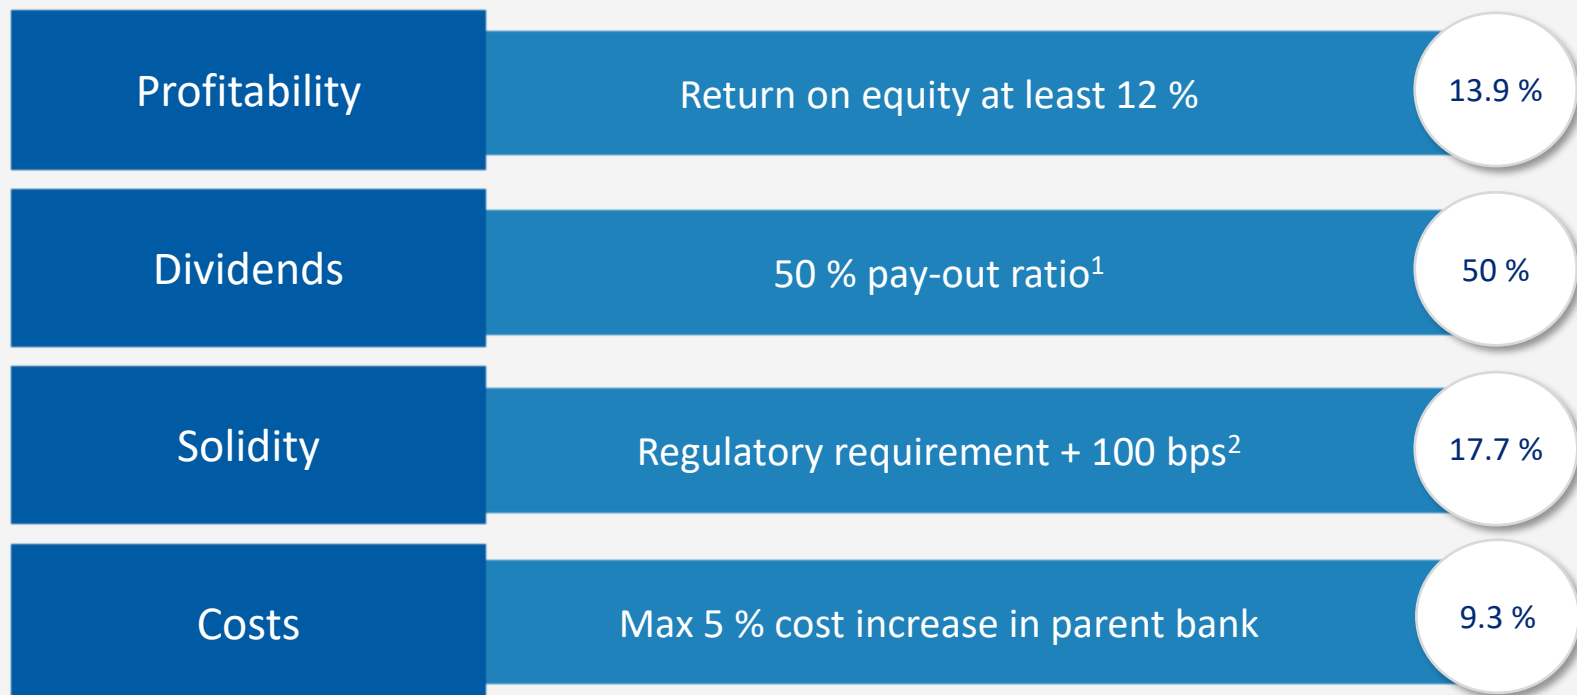 Profitability
Return on equity at least 12 %
13.9 %
Dividends
50 % pay-out ratio¹
50 %
Solidity
Regulatory requirement + 100 bps²
17.7 %
Costs
Max 5 % cost increase in parent bank
9.3 %